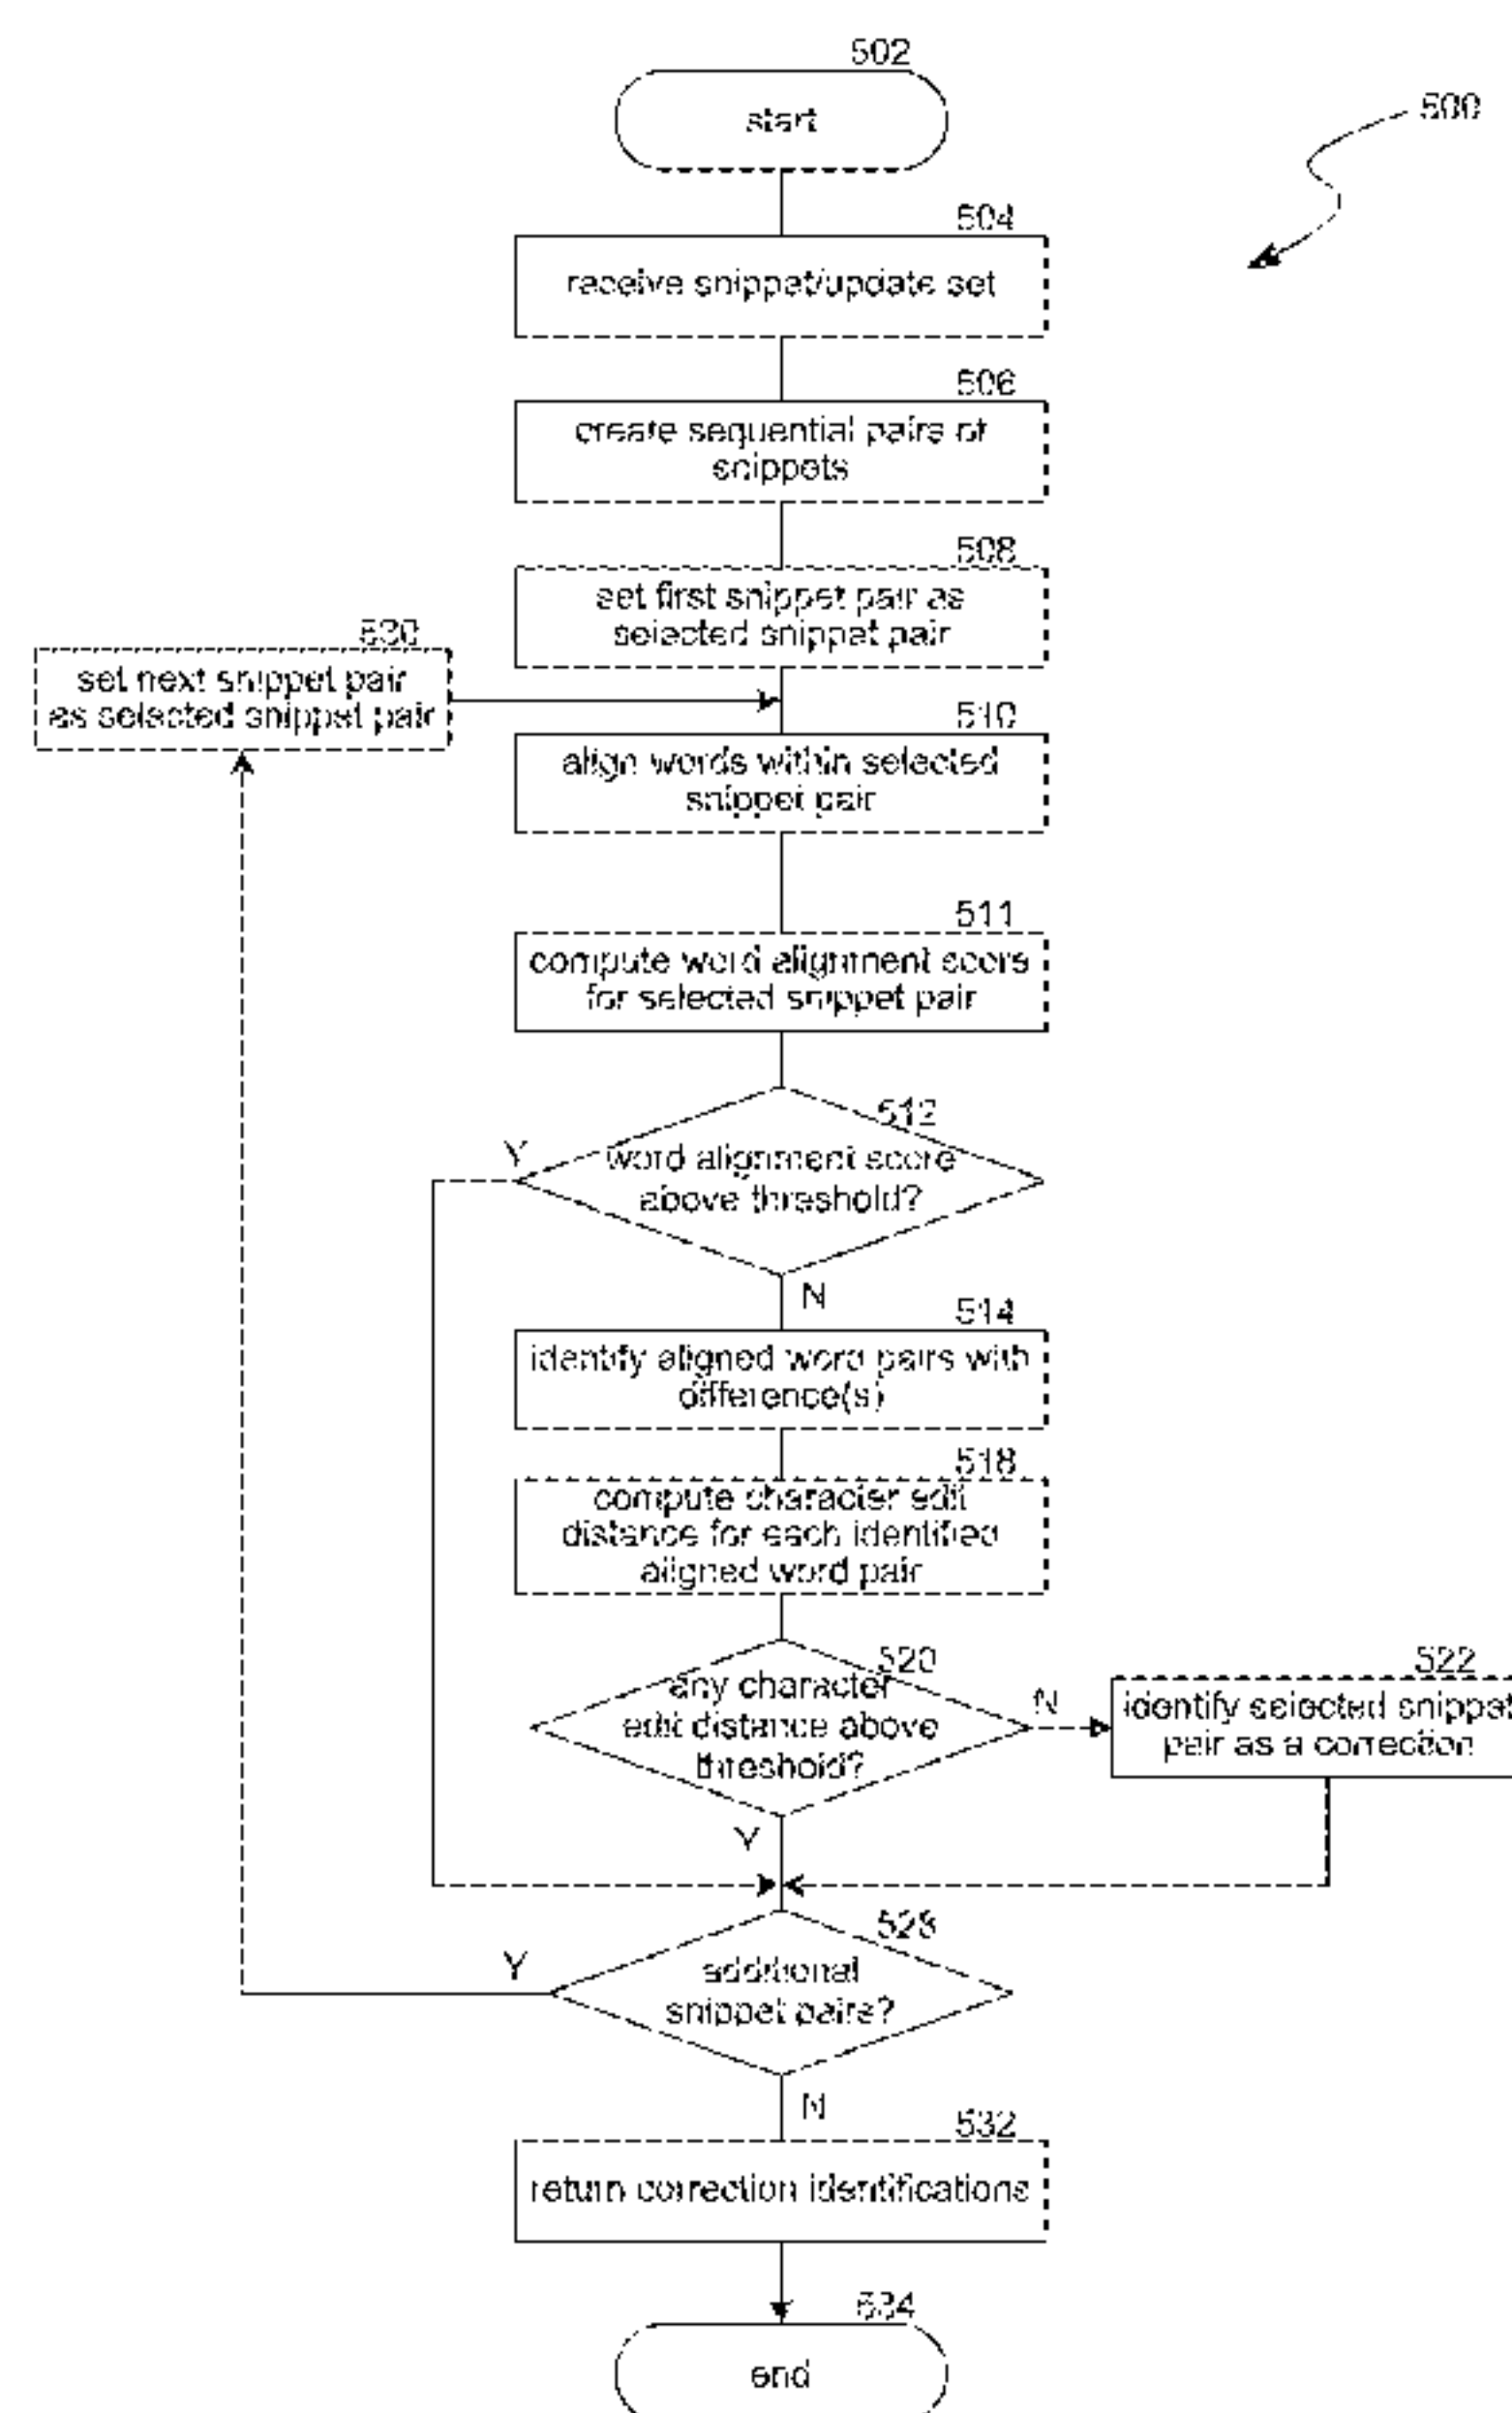 502
start
500
504
receive snippet/update set
506
create sequential pairs of
snippets
508
set first snippet pair as
selected snippet pair
530
set next snippet pair
as selected snippet pair
510
align words within selected
snippet pair
511
compute word alignment score
for selected snippet pair
512
Y
word alignment score
above threshold?
N
514
identify aligned word pairs with
difference(s)
518
compute character edit
distance for each identified
aligned word pair
520
any character
edit distance above
threshold?
N
522
identify selected snippet
pair as a correction
Y
528
Y
additional
snippet pairs?
N
532
return correction identifications
534
end